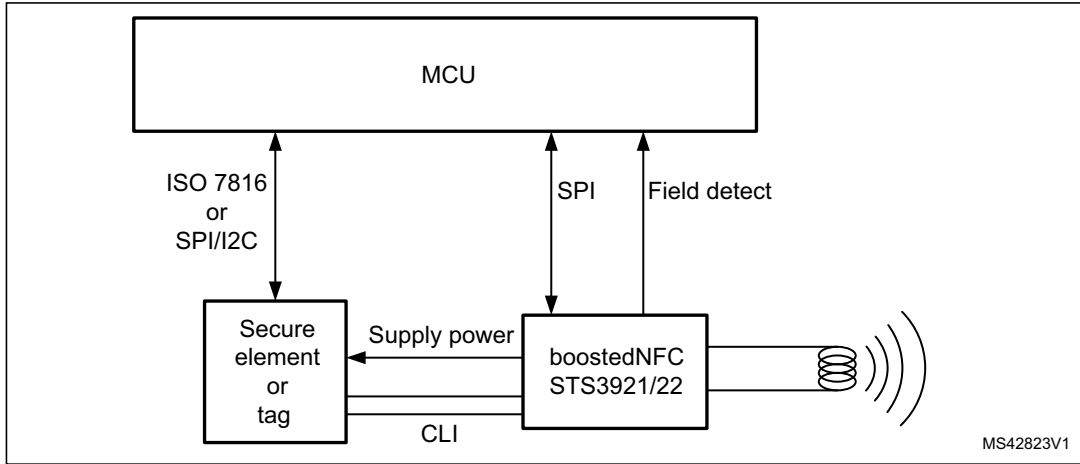 MCU
ISO 7816
or
SPI/I2C
SPI
Field detect
Secure
element
or
tag
Supply power
CLI
boostedNFC
STS3921/22
MS42823V1